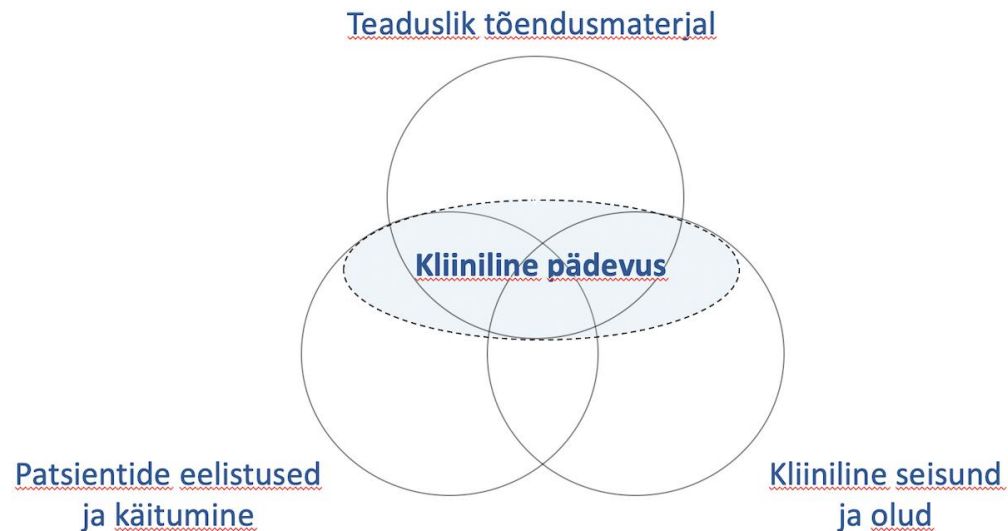 Teaduslik tõendusmaterjal
Kliiniline pädevus
Patsientide eelistused
ja käitumine
Kliiniline seisund
ja olud